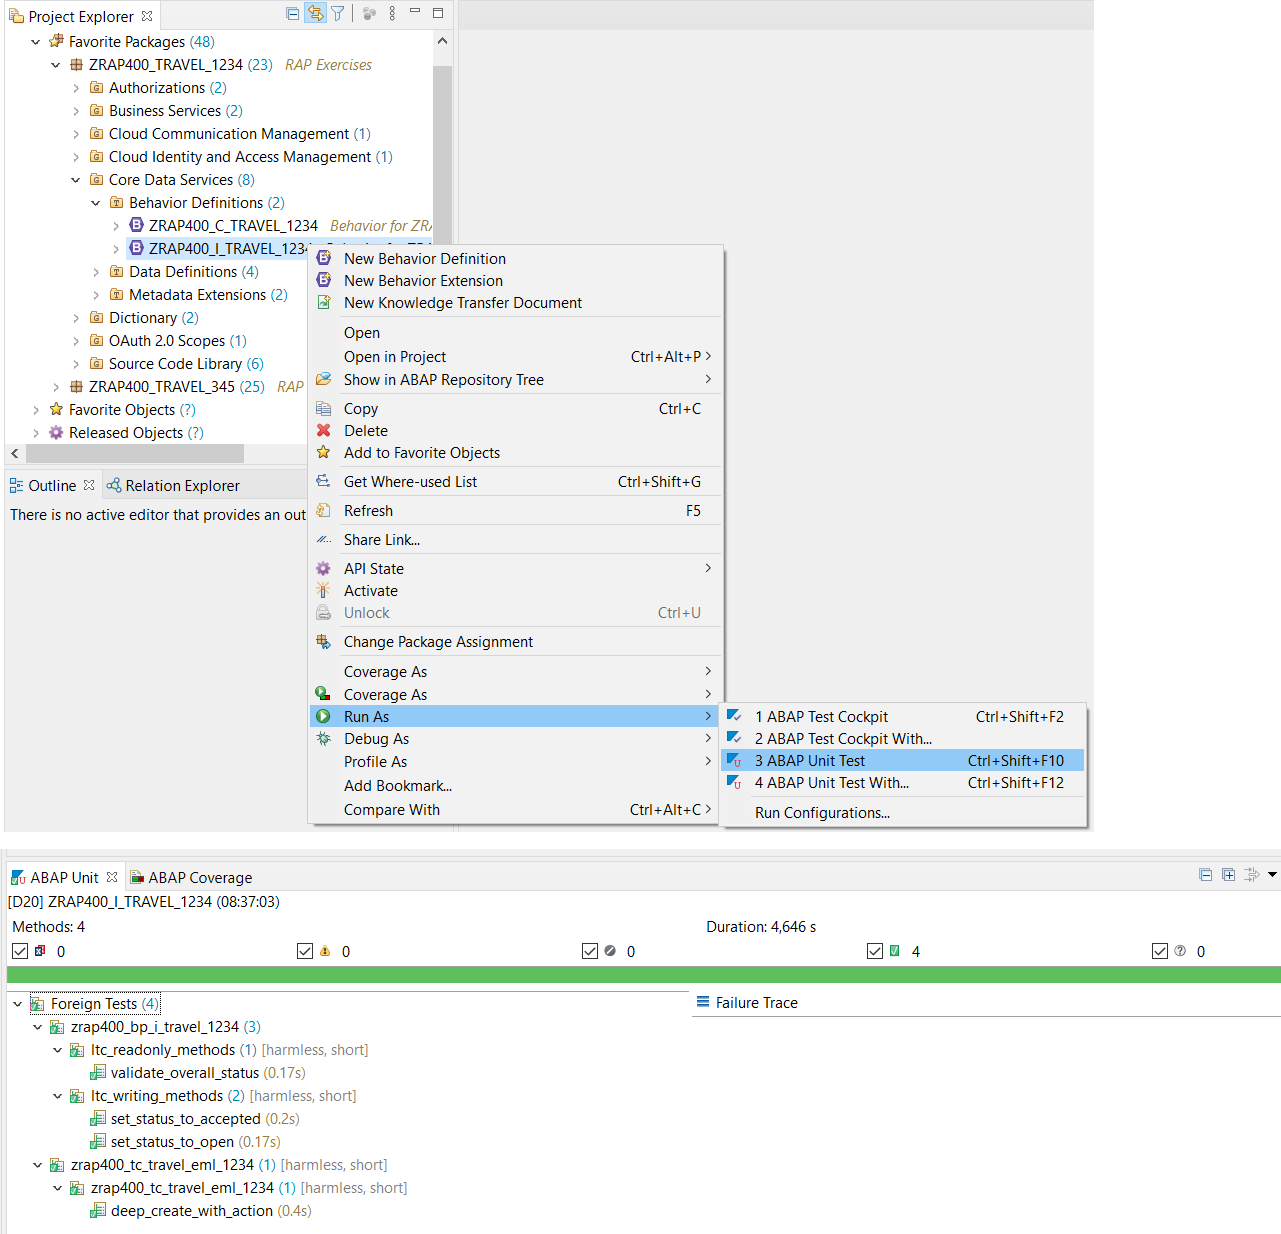 Project Explorer
Favorite Packages (48)
ZRAP400_TRAVEL_1234 (23) RAP Exercises
Authorizations (2)
Business Services (2)
Cloud Communication Management (1)
Cloud Identity and Access Management (1)
Core Data Services (8)
Behavior Definitions (2)
ZRAP400_C_TRAVEL_1234 Behavior for ZRA
ZRAP400_I_TRAVEL_1234
Data Definitions (4)
Metadata Extensions (2)
Dictionary (2)
OAuth 2.0 Scopes (1)
Source Code Library (6)
ZRAP400_TRAVEL_345 (25) RAP
Favorite Objects (?)
Released Objects (?)
Outline
Relation Explorer
There is no active editor that provides an out
New Behavior Definition
New Behavior Extension
New Knowledge Transfer Document
Open
Open in Project Ctrl+Alt+P
Show in ABAP Repository Tree
Copy Ctrl+C
Delete
Add to Favorite Objects
Get Where-used List Ctrl+Shift+G
Refresh F5
Share Link...
API State
Activate
Unlock Ctrl+U
Change Package Assignment
Coverage As
Coverage As
Run As
Debug As
Profile As
Add Bookmark...
Compare With Ctrl+Alt+C
1 ABAP Test Cockpit Ctrl+Shift+F2
2 ABAP Test Cockpit With...
3 ABAP Unit Test Ctrl+Shift+F10
4 ABAP Unit Test With... Ctrl+Shift+F12
Run Configurations...
ABAP Unit
ABAP Coverage
[D20] ZRAP400_I_TRAVEL_1234 (08:37:03)
Methods: 4 Duration: 4,646 s
0 0 0 4 0
Foreign Tests (4)
Failure Trace
zrap400_bp_i_travel_1234 (3)
ltc_readonly_methods (1) [harmless, short]
validate_overall_status (0.17s)
ltc_writing_methods (2) [harmless, short]
set_status_to_accepted (0.2s)
set_status_to_open (0.17s)
zrap400_tc_travel_eml_1234 (1) [harmless, short]
zrap400_tc_travel_eml_1234 (1) [harmless, short]
deep_create_with_action (0.4s)